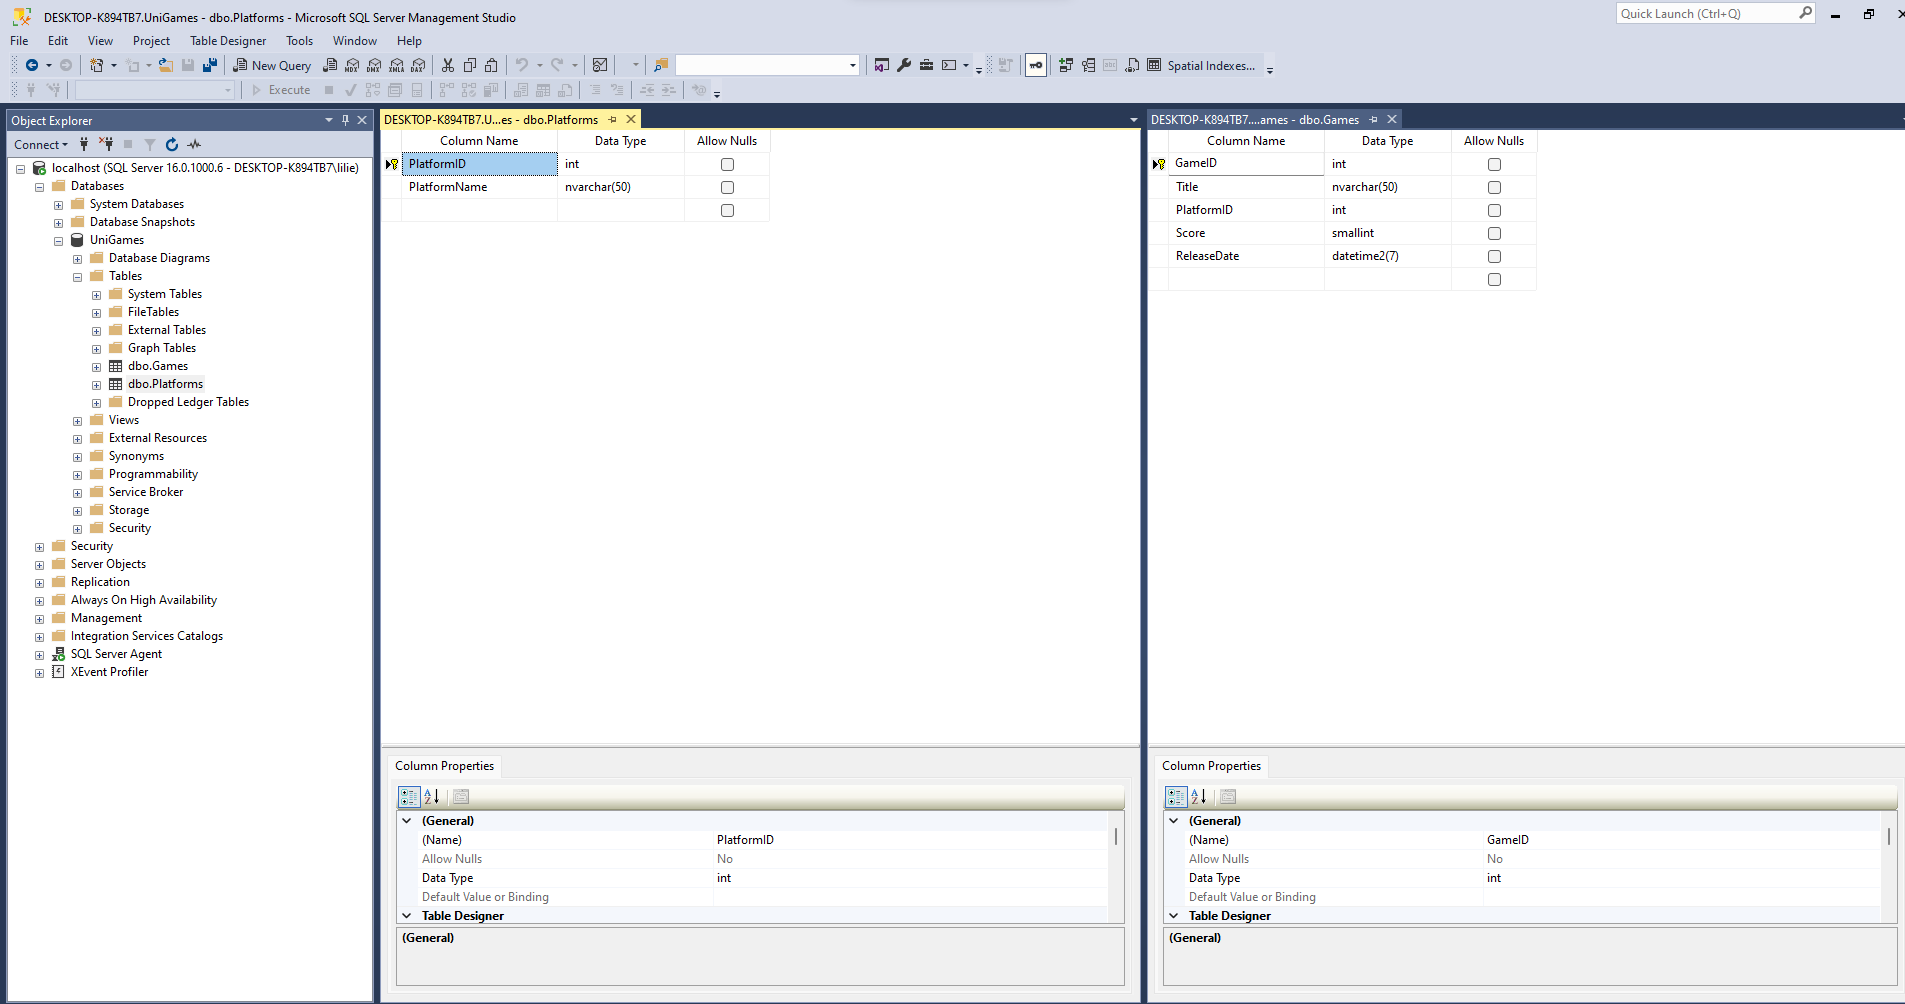 DESKTOP-K894TB7.UniGames - dbo.Platforms - Microsoft SQL Server Management Studio
Quick Launch (Ctrl+Q)
File Edit View Project Table Designer Tools Window Help
New Query MDX DMX XMLA DAX Spatial Indexes...
Execute
Object Explorer
Connect
localhost (SQL Server 16.0.1000.6 - DESKTOP-K894TB7\lilie)
Databases
System Databases
Database Snapshots
UniGames
Database Diagrams
Tables
System Tables
FileTables
External Tables
Graph Tables
dbo.Games
dbo.Platforms
Dropped Ledger Tables
Views
External Resources
Synonyms
Programmability
Service Broker
Storage
Security
Security
Server Objects
Replication
Always On High Availability
Management
Integration Services Catalogs
SQL Server Agent
XEvent Profiler
DESKTOP-K894TB7.U...es - dbo.Platforms
Column Name Data Type Allow Nulls
PlatformID int
PlatformName nvarchar(50)
Column Properties
(General)
(Name) PlatformID
Allow Nulls No
Data Type int
Default Value or Binding
Table Designer
(General)
DESKTOP-K894TB7....ames - dbo.Games
Column Name Data Type Allow Nulls
GameID int
Title nvarchar(50)
PlatformID int
Score smallint
ReleaseDate datetime2(7)
Column Properties
(General)
(Name) GameID
Allow Nulls No
Data Type int
Default Value or Binding
Table Designer
(General)